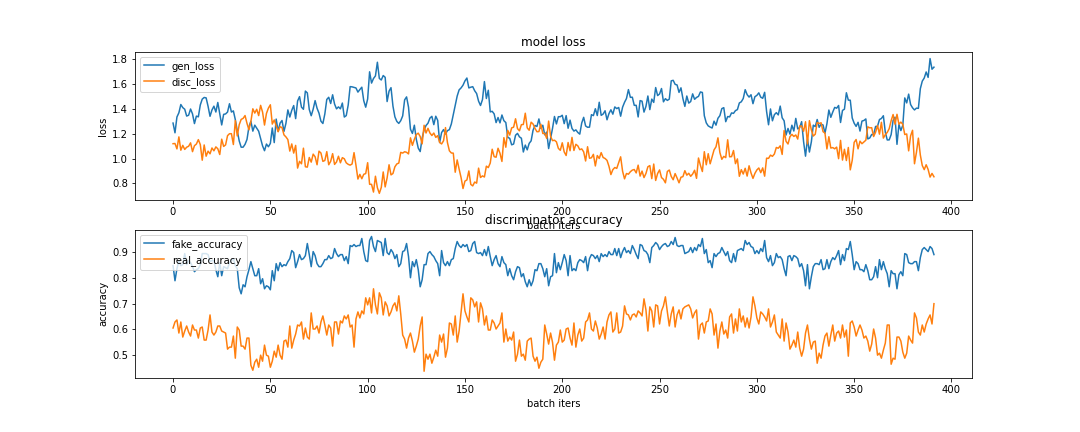 model loss
1.8
1.6
1.4
1.2
1.0
0.8
loss
gen_loss
disc_loss
0 50 100 150 200 250 300 350 400
batch iters
discriminator accuracy
0.9
0.8
0.7
0.6
0.5
accuracy
fake_accuracy
real_accuracy
0 50 100 150 200 250 300 350 400
batch iters